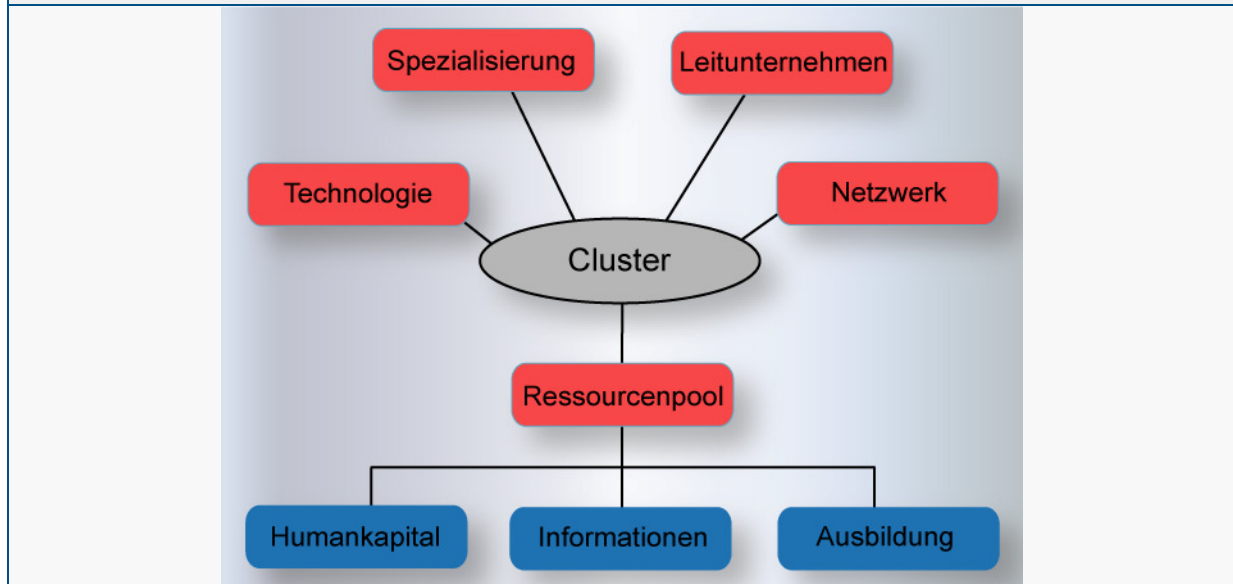 Spezialisierung
Leitunternehmen
Technologie
Netzwerk
Cluster
Ressourcenpool
Humankapital
Informationen
Ausbildung